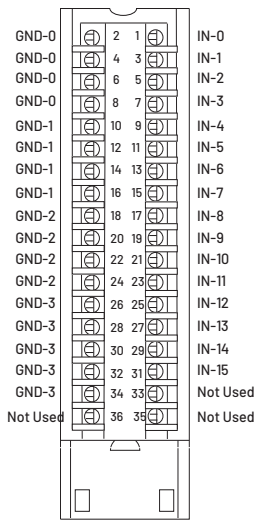 GND-0 2 1 IN-0
GND-0 4 3 IN-1
GND-0 6 5 IN-2
GND-0 8 7 IN-3
GND-1 10 9 IN-4
GND-1 12 11 IN-5
GND-1 14 13 IN-6
GND-1 16 15 IN-7
GND-2 18 17 IN-8
GND-2 20 19 IN-9
GND-2 22 21 IN-10
GND-2 24 23 IN-11
GND-3 26 25 IN-12
GND-3 28 27 IN-13
GND-3 30 29 IN-14
GND-3 32 31 IN-15
GND-3 34 33 Not Used
Not Used 36 35 Not Used